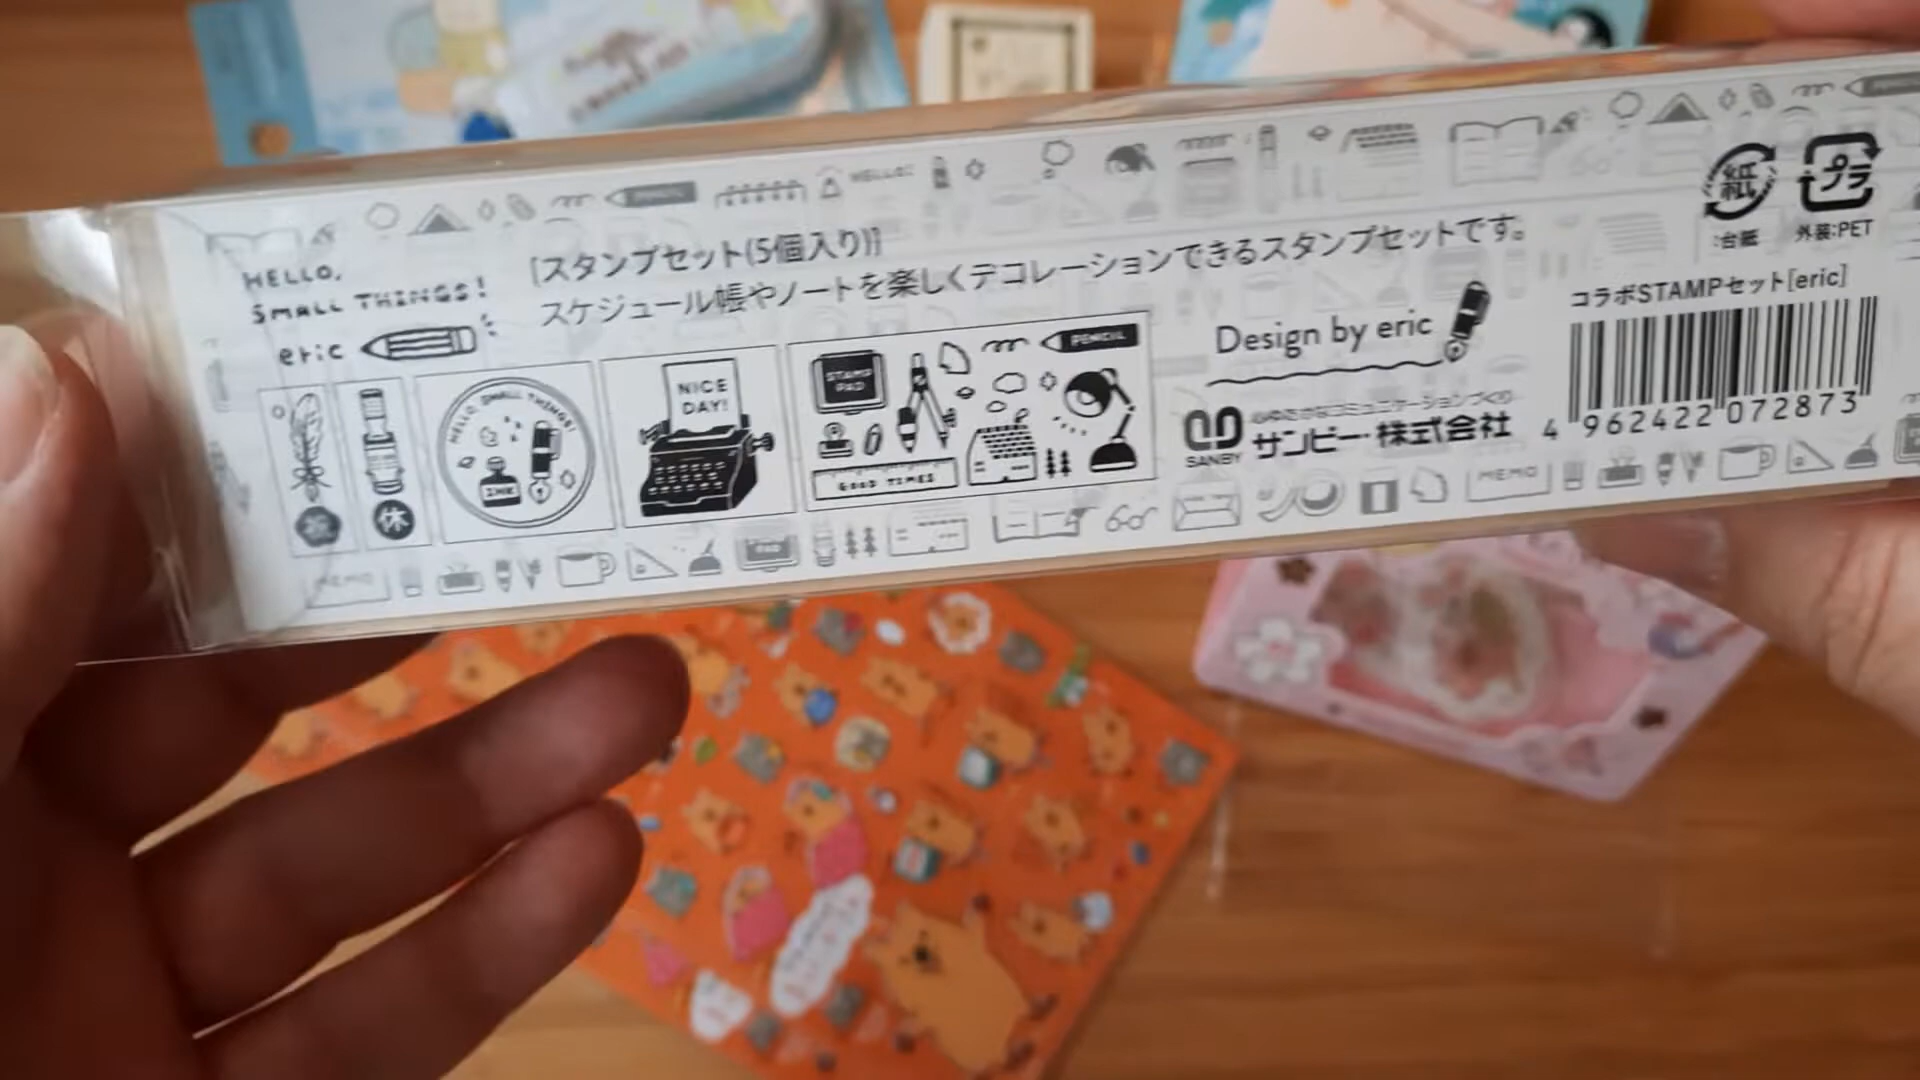 HELLO,
SMALL THINGS!
eric
[スタンプセット(5個入り)]
スケジュール帳やノートを楽しくデコレーションできるスタンプセットです。
Design by eric
SANBY
サンビー株式会社
コラボSTAMPセット[eric]
4 962422 072873
紙
:台紙
プラ
外装:PET
休
HELLO, SMALL THINGS!
INK
NICE
DAY!
STAMP
PAD
PENCIL
GOOD TIMES
HELLO!
PENCIL
MEMO
MEMO